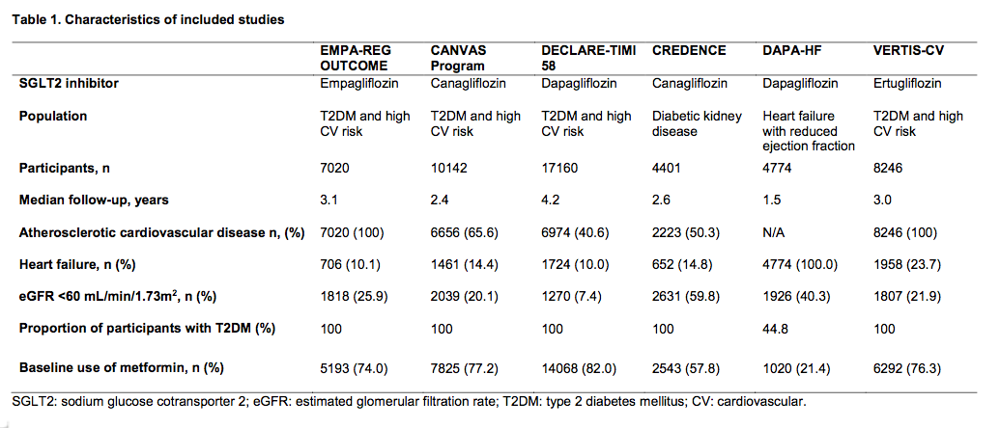 Table 1. Characteristics of included studies
EMPA-REG OUTCOME CANVAS Program DECLARE-TIMI 58 CREDENCE DAPA-HF VERTIS-CV
SGLT2 inhibitor Empagliflozin Canagliflozin Dapagliflozin Canagliflozin Dapagliflozin Ertugliflozin
Population T2DM and high CV risk T2DM and high CV risk T2DM and high CV risk Diabetic kidney disease Heart failure with reduced ejection fraction T2DM and high CV risk
Participants, n 7020 10142 17160 4401 4774 8246
Median follow-up, years 3.1 2.4 4.2 2.6 1.5 3.0
Atherosclerotic cardiovascular disease n, (%) 7020 (100) 6656 (65.6) 6974 (40.6) 2223 (50.3) N/A 8246 (100)
Heart failure, n (%) 706 (10.1) 1461 (14.4) 1724 (10.0) 652 (14.8) 4774 (100.0) 1958 (23.7)
eGFR <60 mL/min/1.73m², n (%) 1818 (25.9) 2039 (20.1) 1270 (7.4) 2631 (59.8) 1926 (40.3) 1807 (21.9)
Proportion of participants with T2DM (%) 100 100 100 100 44.8 100
Baseline use of metformin, n (%) 5193 (74.0) 7825 (77.2) 14068 (82.0) 2543 (57.8) 1020 (21.4) 6292 (76.3)
SGLT2: sodium glucose cotransporter 2; eGFR: estimated glomerular filtration rate; T2DM: type 2 diabetes mellitus; CV: cardiovascular.